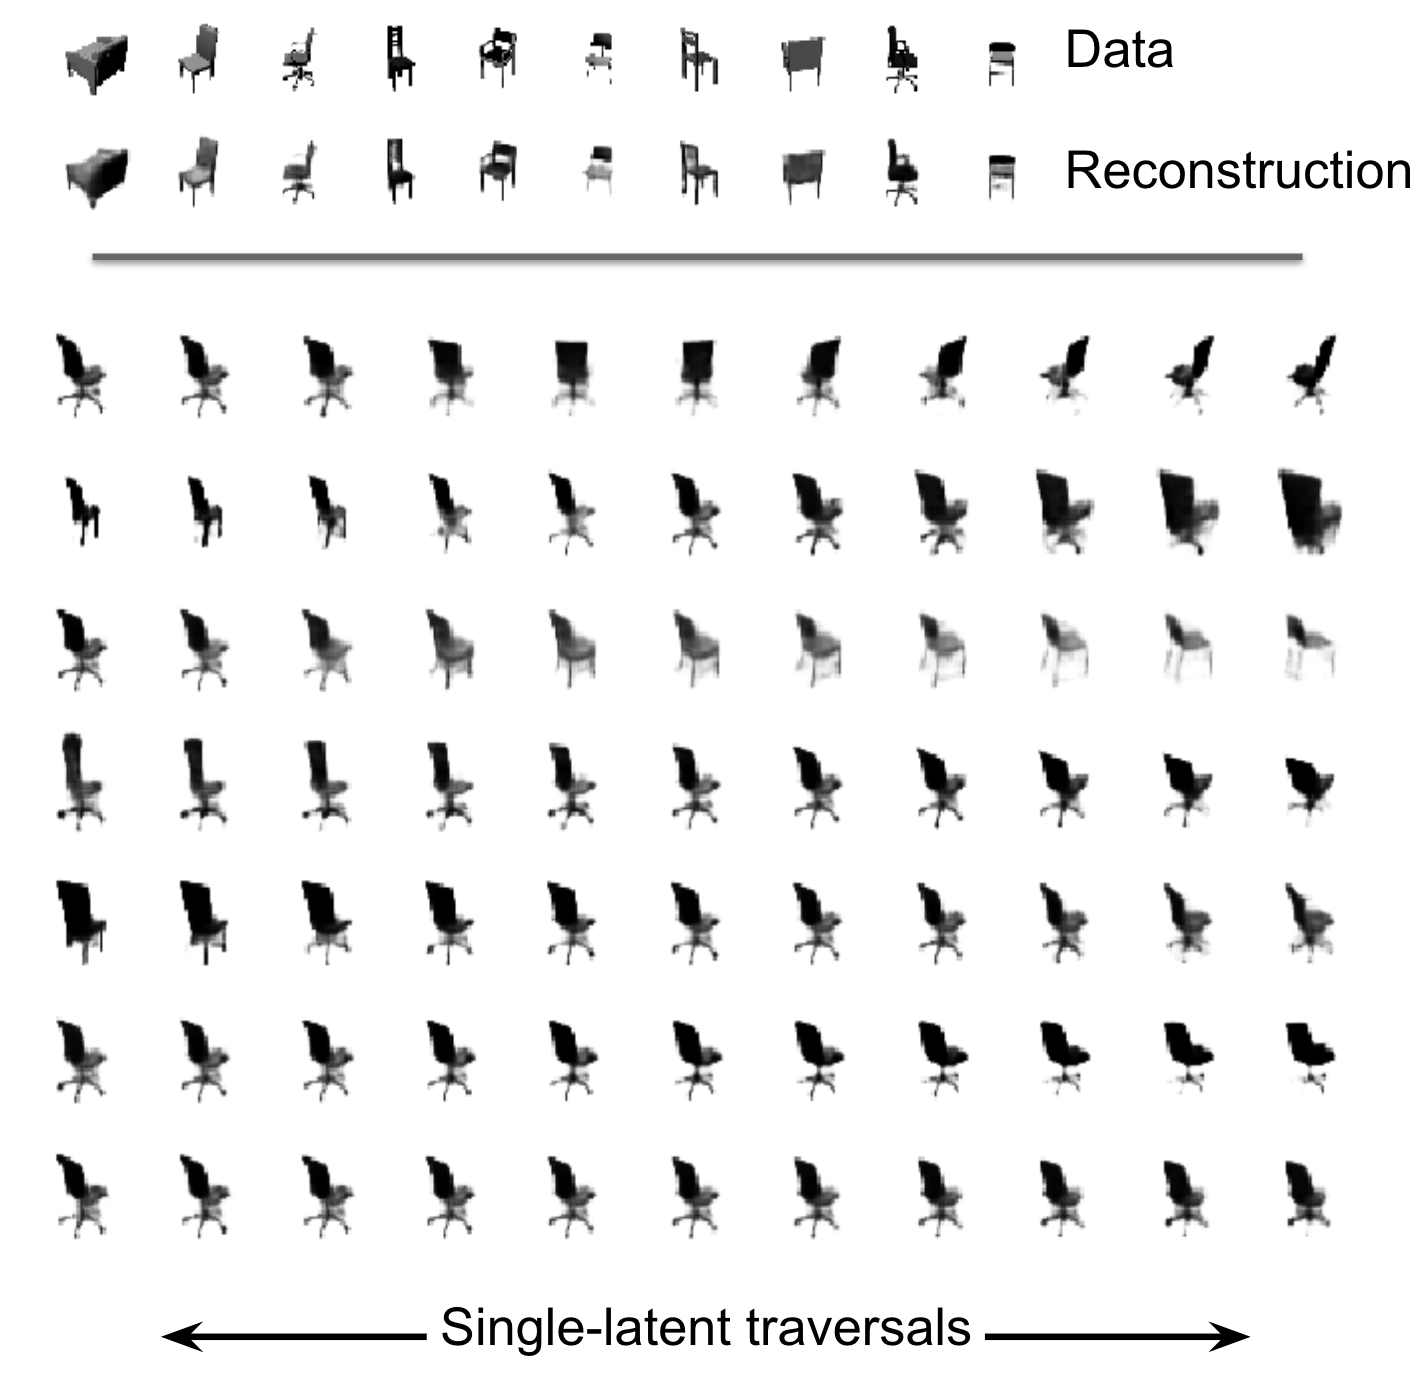 Data
Reconstruction
Single-latent traversals